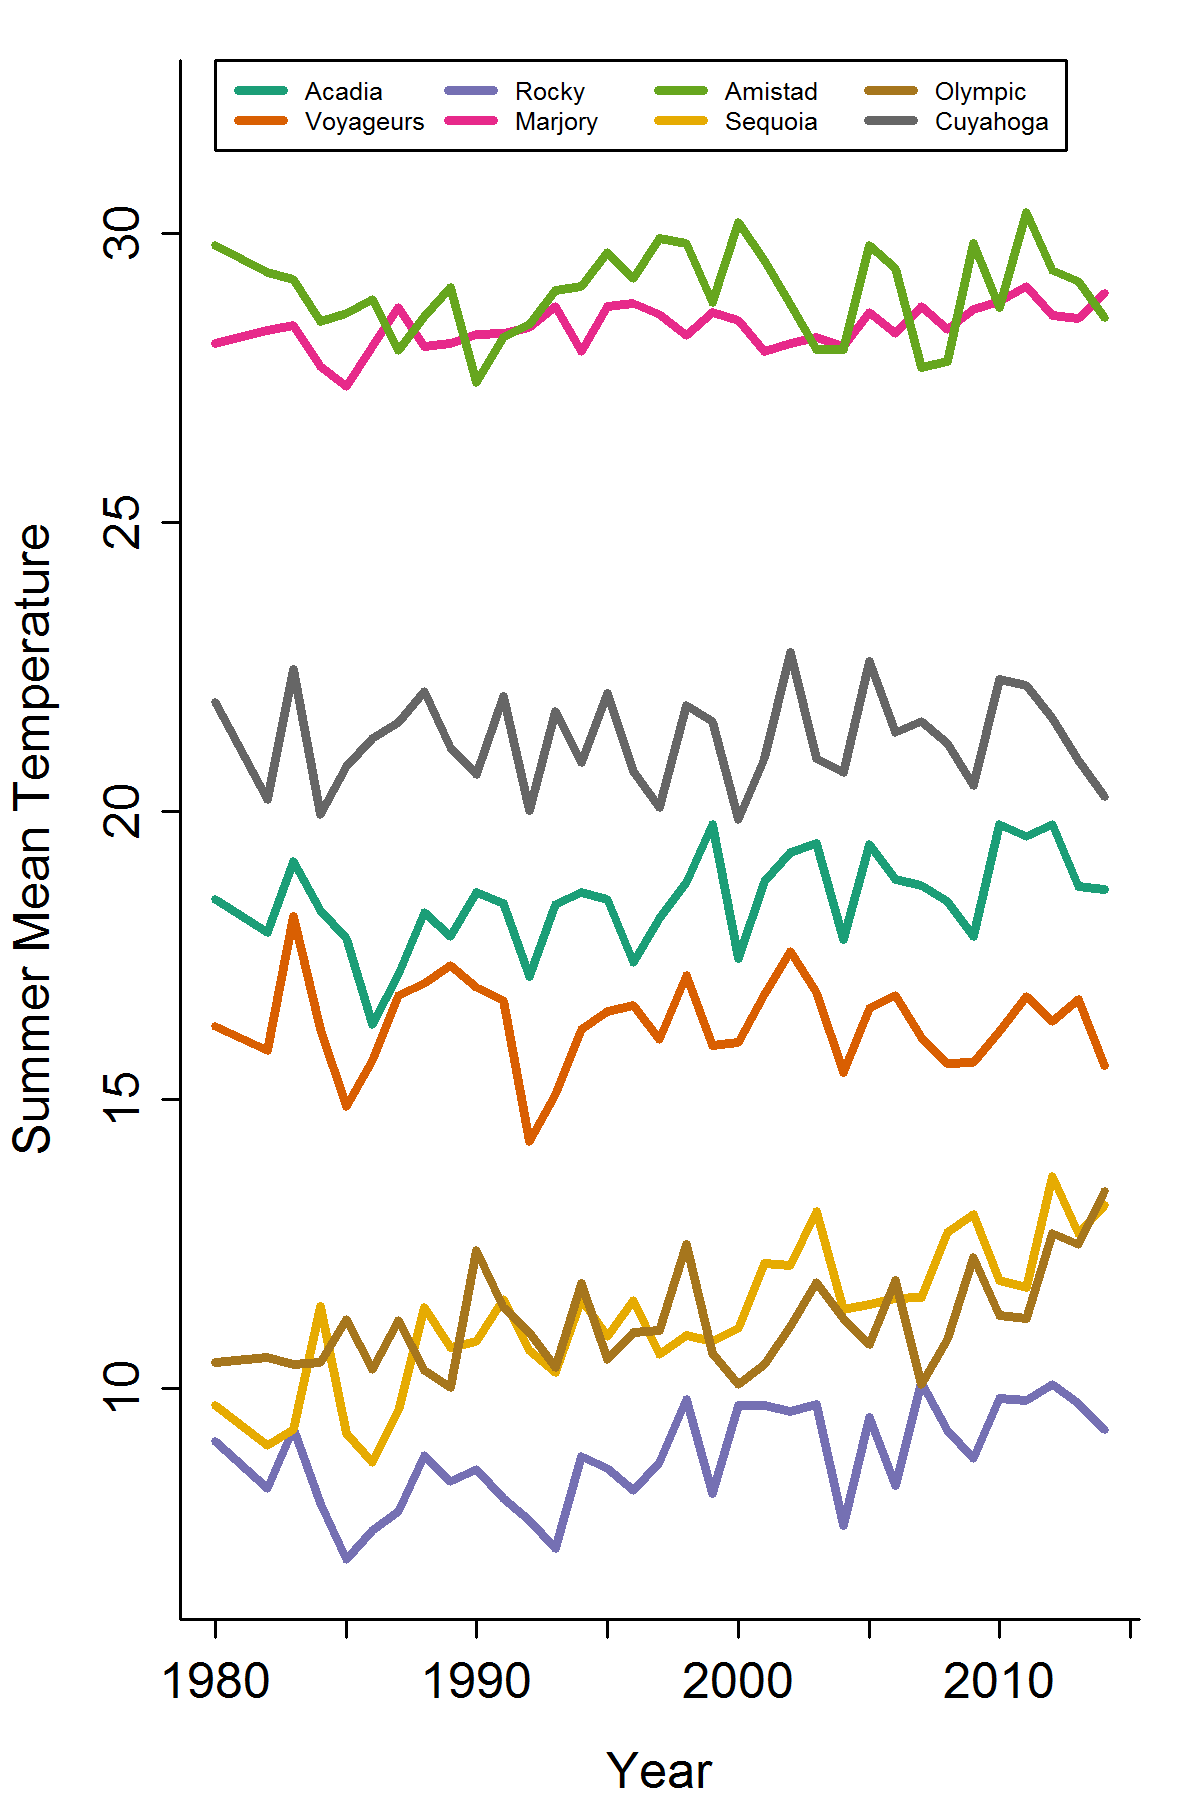 Acadia Rocky Amistad Olympic
Voyageurs Marjory Sequoia Cuyahoga
30
25
20
15
10
Summer Mean Temperature
1980 1990 2000 2010
Year